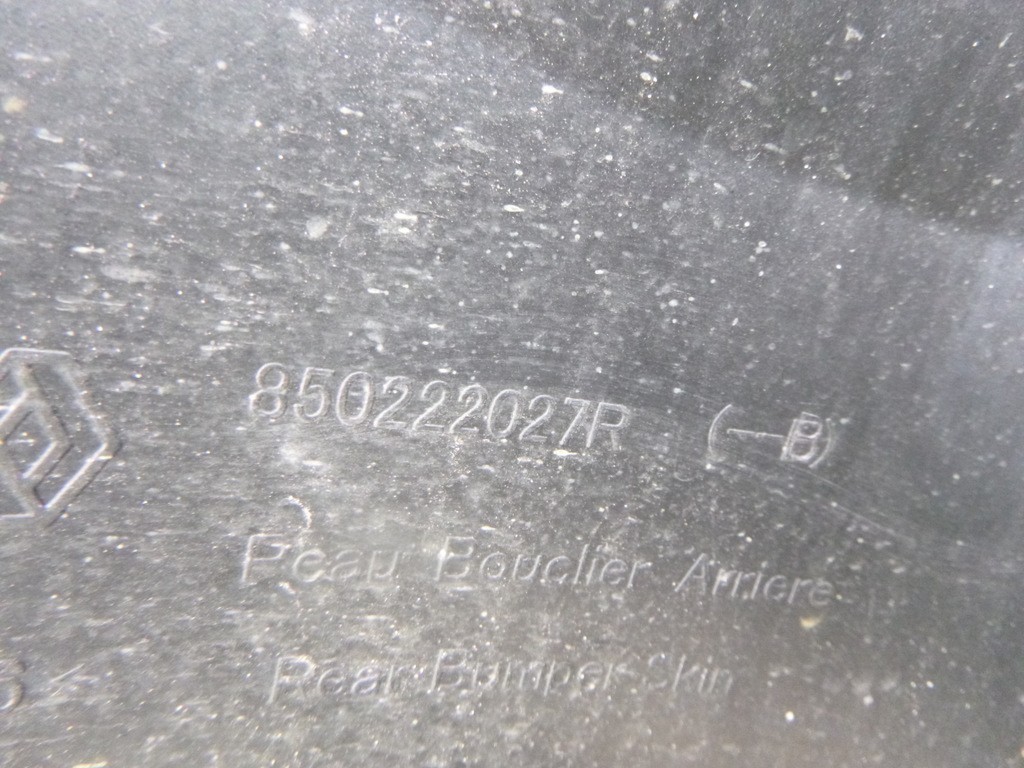 850222027R (—B)
Peau Bouclier Arriere
Rear Bumper Skin